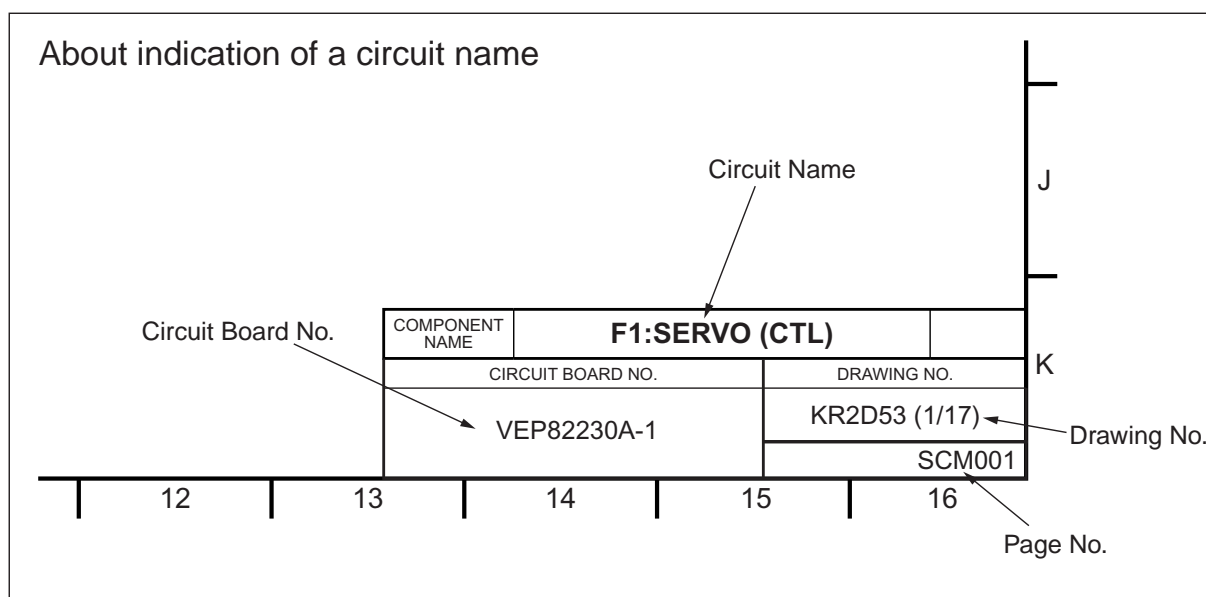 About indication of a circuit name
J
Circuit Name
Circuit Board No.
COMPONENT
NAME
F1:SERVO (CTL)
K
CIRCUIT BOARD NO.
DRAWING NO.
VEP82230A-1
KR2D53 (1/17)
Drawing No.
SCM001
12 13 14 15 16
Page No.